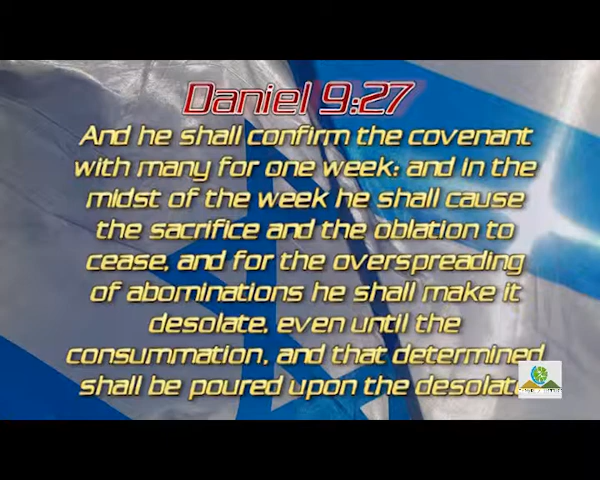 Daniel 9:27
And he shall confirm the covenant
with many for one week: and in the
midst of the week he shall cause
the sacrifice and the oblation to
cease, and for the overspreading
of abominations he shall make it
desolate, even until the
consummation, and that determined
shall be poured upon the desolate